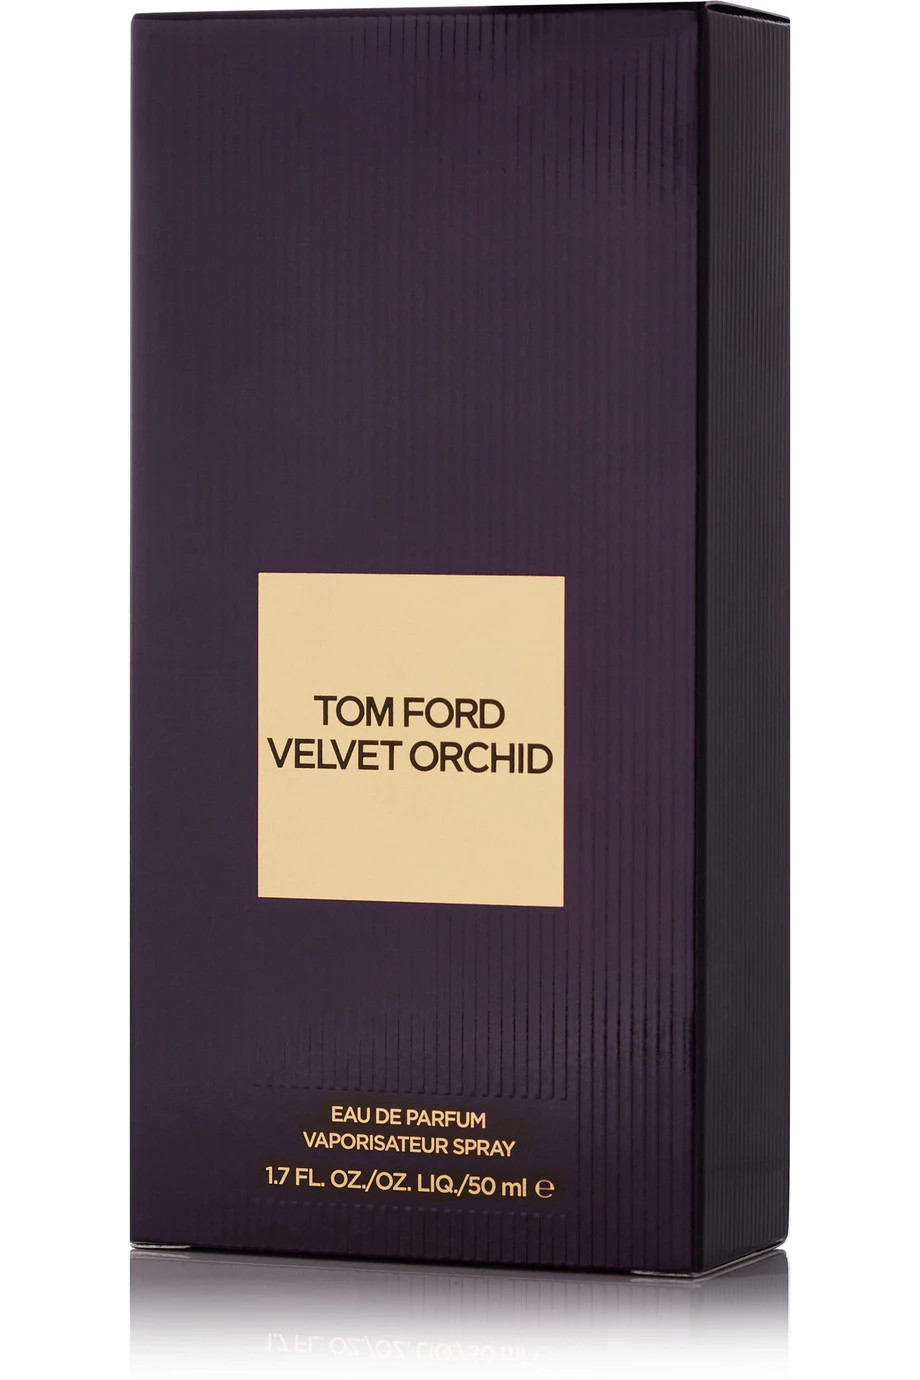 TOM FORD
VELVET ORCHID
EAU DE PARFUM
VAPORISATEUR SPRAY
1.7 FL. OZ./OZ. LIQ./50 ml ℮